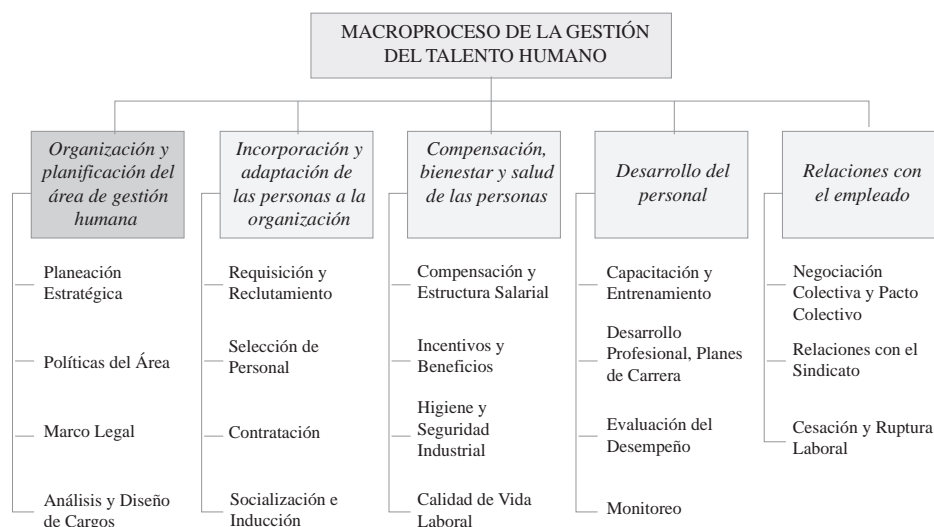 MACROPROCESO DE LA GESTIÓN
DEL TALENTO HUMANO
Organización y
planificación del
área de gestión
humana
Planeación
Estratégica
Políticas del Área
Marco Legal
Análisis y Diseño
de Cargos
Incorporación y
adaptación de
las personas a la
organización
Requisición y
Reclutamiento
Selección de
Personal
Contratación
Socialización e
Inducción
Compensación,
bienestar y salud
de las personas
Compensación y
Estructura Salarial
Incentivos y
Beneficios
Higiene y
Seguridad
Industrial
Calidad de Vida
Laboral
Desarrollo del
personal
Capacitación y
Entrenamiento
Desarrollo
Profesional, Planes
de Carrera
Evaluación del
Desempeño
Monitoreo
Relaciones con
el empleado
Negociación
Colectiva y Pacto
Colectivo
Relaciones con el
Sindicato
Cesación y Ruptura
Laboral